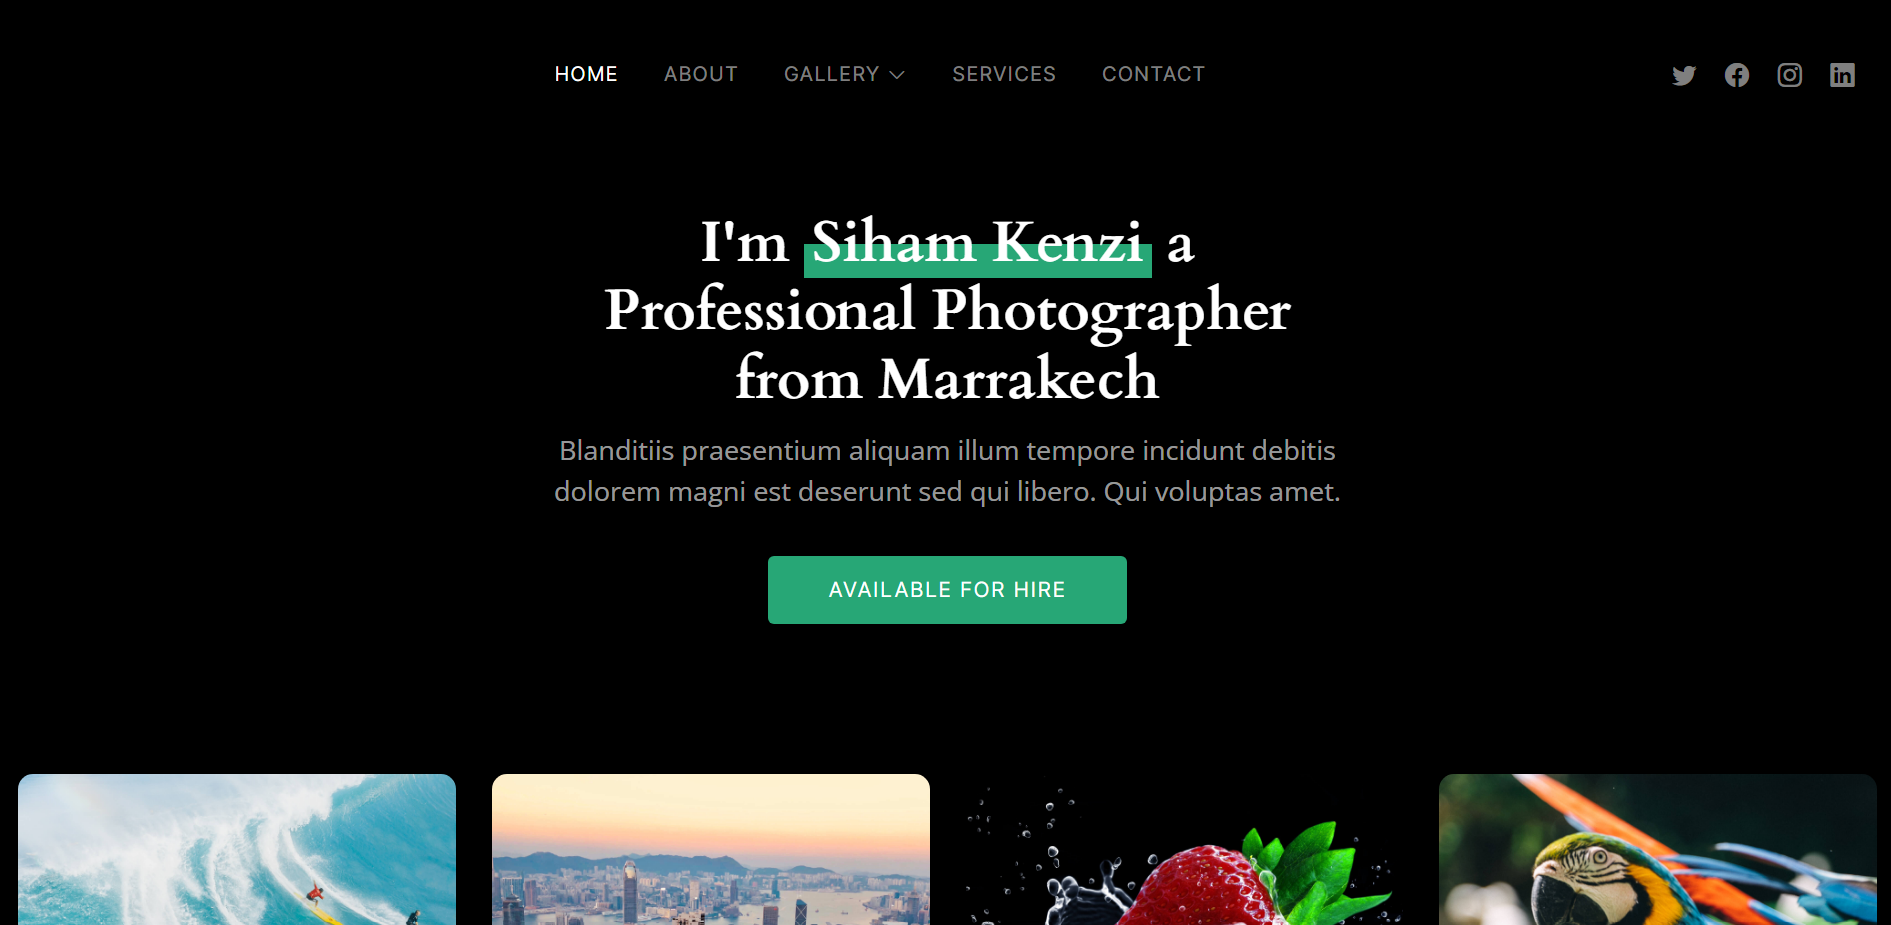 HOME ABOUT GALLERY SERVICES CONTACT
I'm Siham Kenzi a
Professional Photographer
from Marrakech
Blanditiis praesentium aliquam illum tempore incidunt debitis
dolorem magni est deserunt sed qui libero. Qui voluptas amet.
AVAILABLE FOR HIRE